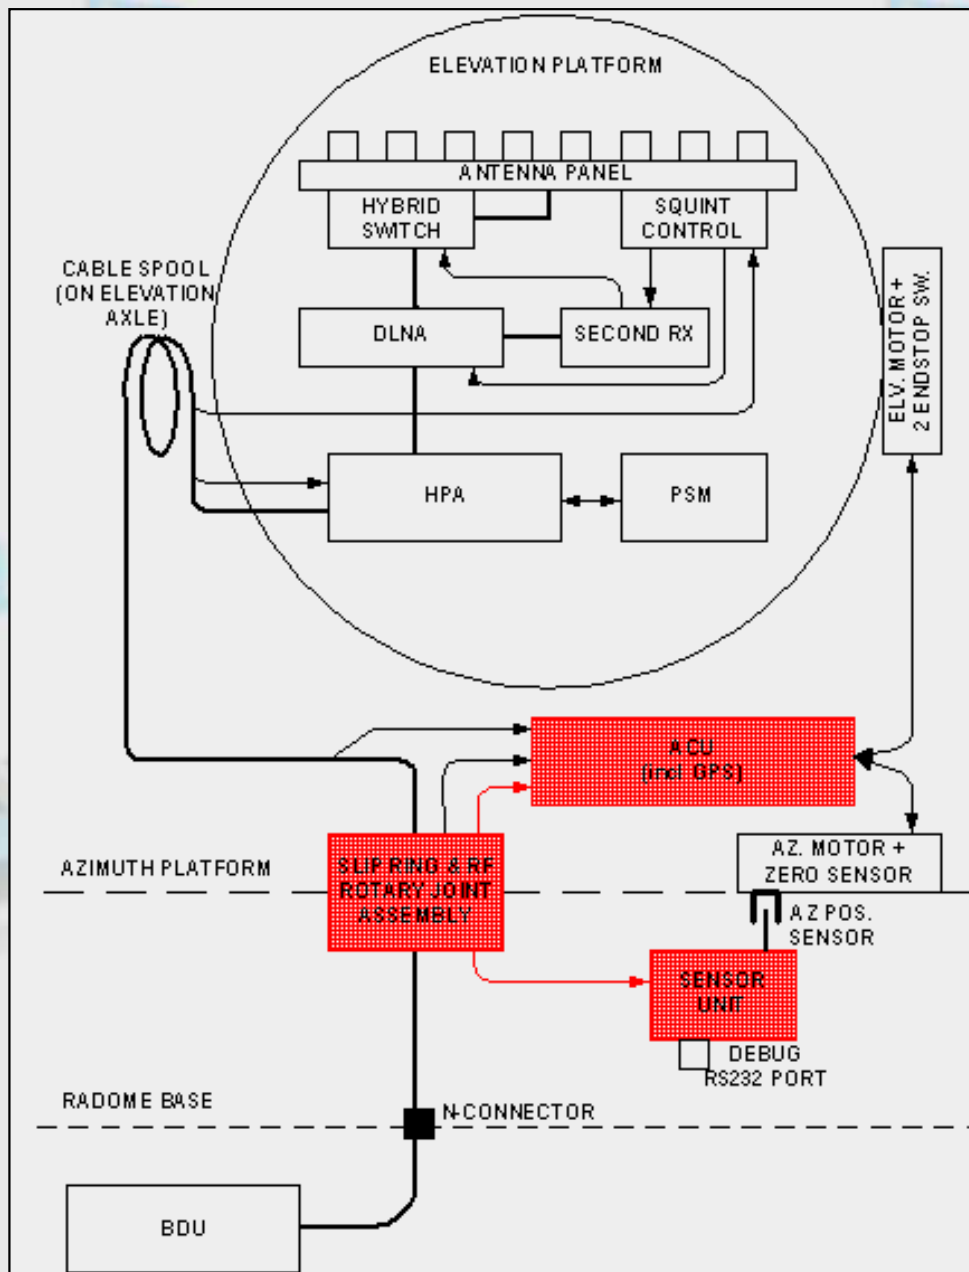 ELEVATION PLATFORM
ANTENNA PANEL
HYBRID
SWITCH
SQUINT
CONTROL
CABLE SPOOL
(ON ELEVATION
AXLE)
DLNA
SECOND RX
ELV. MOTOR +
2 ENDSTOP SW.
HPA
PSM
ACU
(incl GPS)
AZIMUTH PLATFORM
SLIP RING & RF
ROTARY JOINT
ASSEMBLY
AZ. MOTOR +
ZERO SENSOR
AZ POS.
SENSOR
SENSOR
UNIT
DEBUG
RS232 PORT
RADOME BASE
N-CONNECTOR
BDU